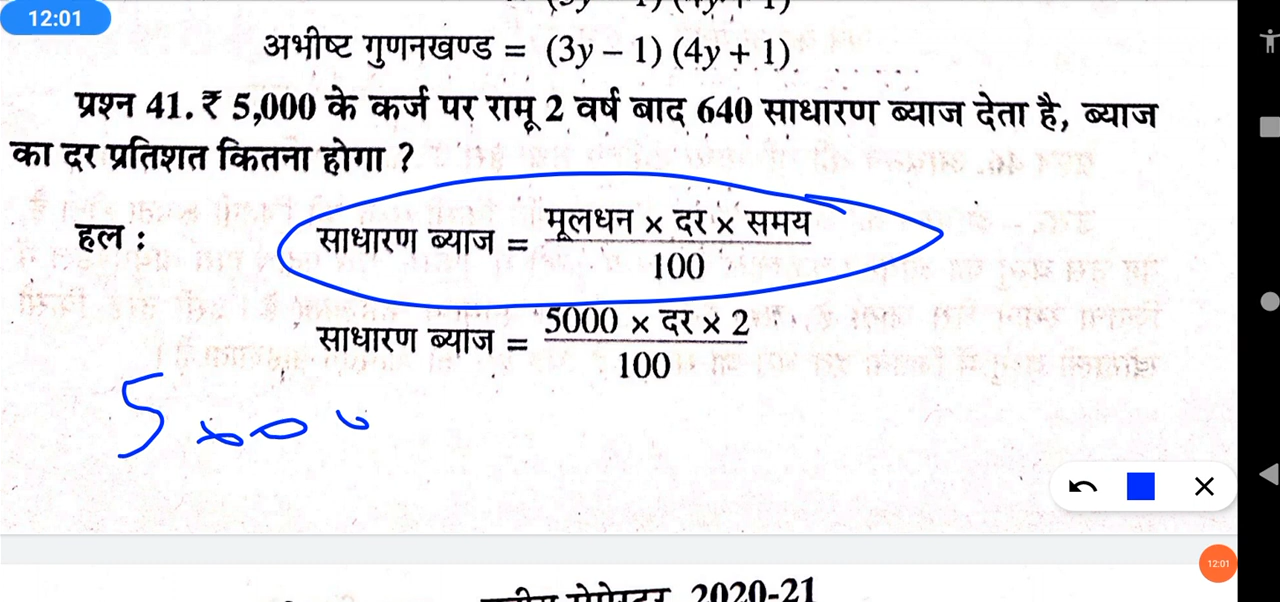 12:01
अभीष्ट गुणनखण्ड = (3y – 1) (4y + 1)
प्रश्न 41. ₹ 5,000 के कर्ज पर रामू 2 वर्ष बाद 640 साधारण ब्याज देता है, ब्याज
का दर प्रतिशत कितना होगा ?
हल : साधारण ब्याज = मूलधन × दर × समय
100
साधारण ब्याज = 5000 × दर × 2
100
5000
12:01
2020-21